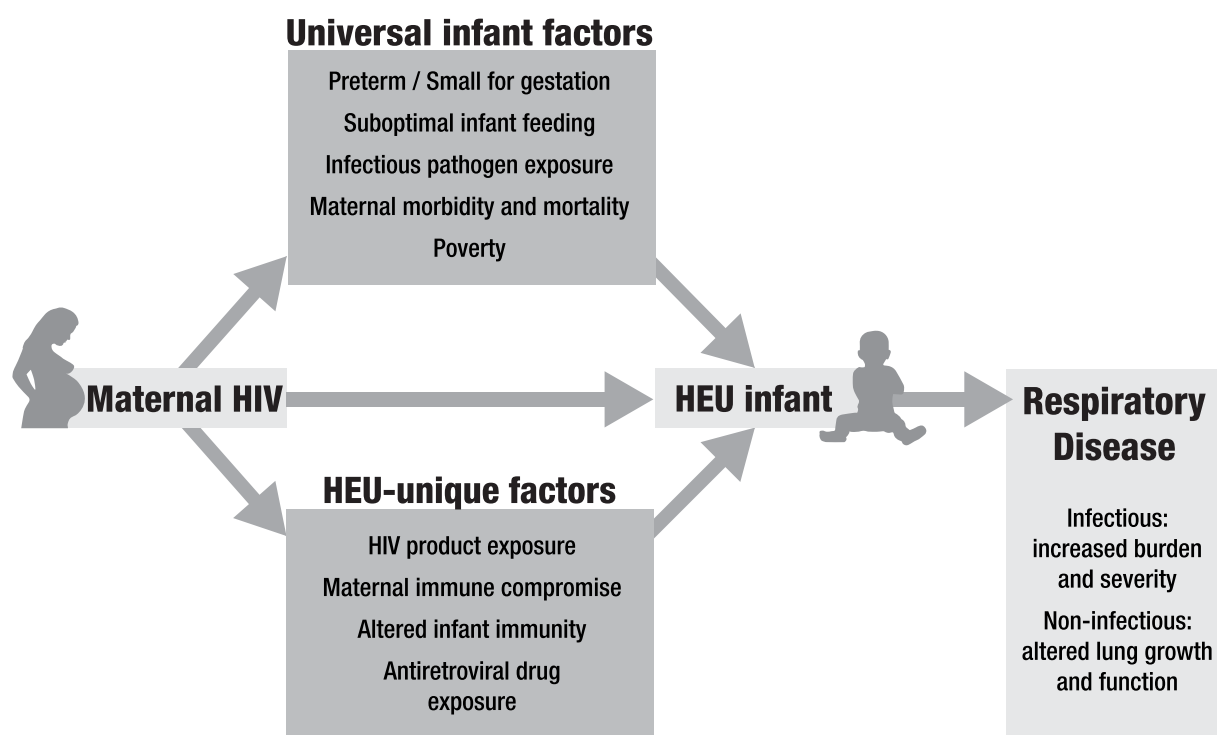 Universal infant factors
Preterm / Small for gestation
Suboptimal infant feeding
Infectious pathogen exposure
Maternal morbidity and mortality
Poverty
Maternal HIV
HEU infant
Respiratory
Disease
Infectious:
increased burden
and severity
Non-infectious:
altered lung growth
and function
HEU-unique factors
HIV product exposure
Maternal immune compromise
Altered infant immunity
Antiretroviral drug
exposure